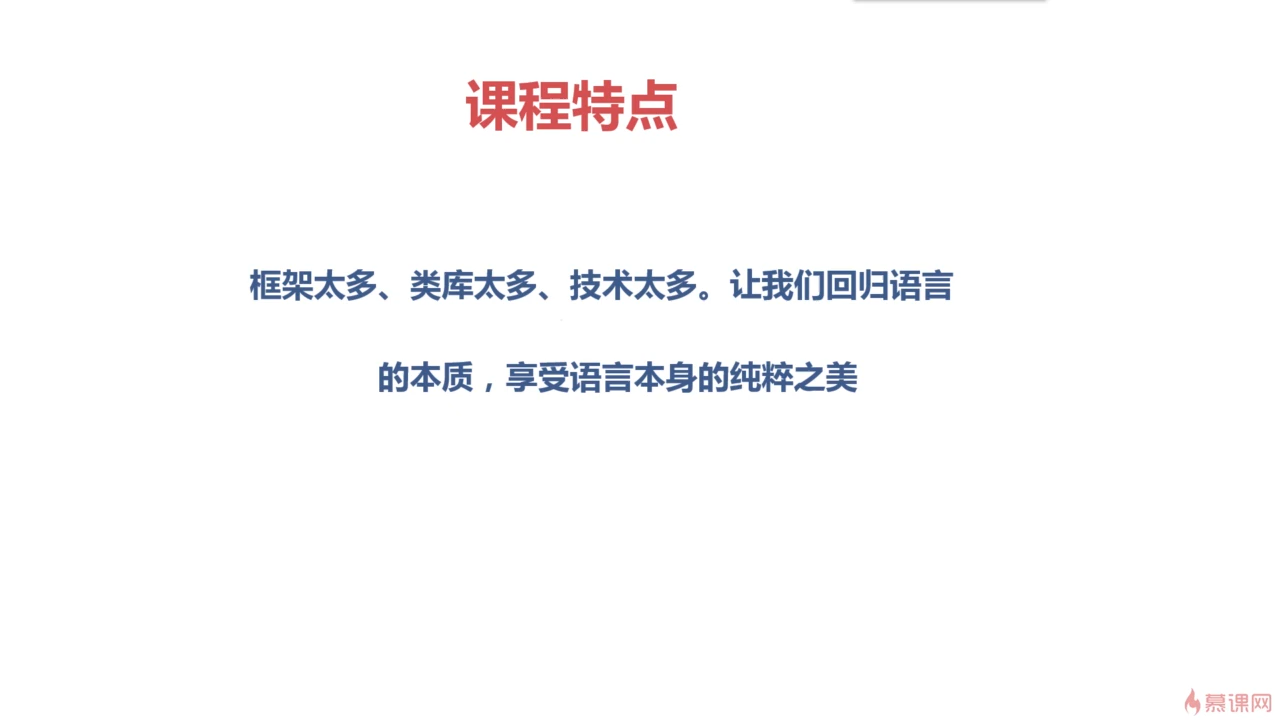 课程特点
框架太多、类库太多、技术太多。让我们回归语言
的本质，享受语言本身的纯粹之美
慕课网